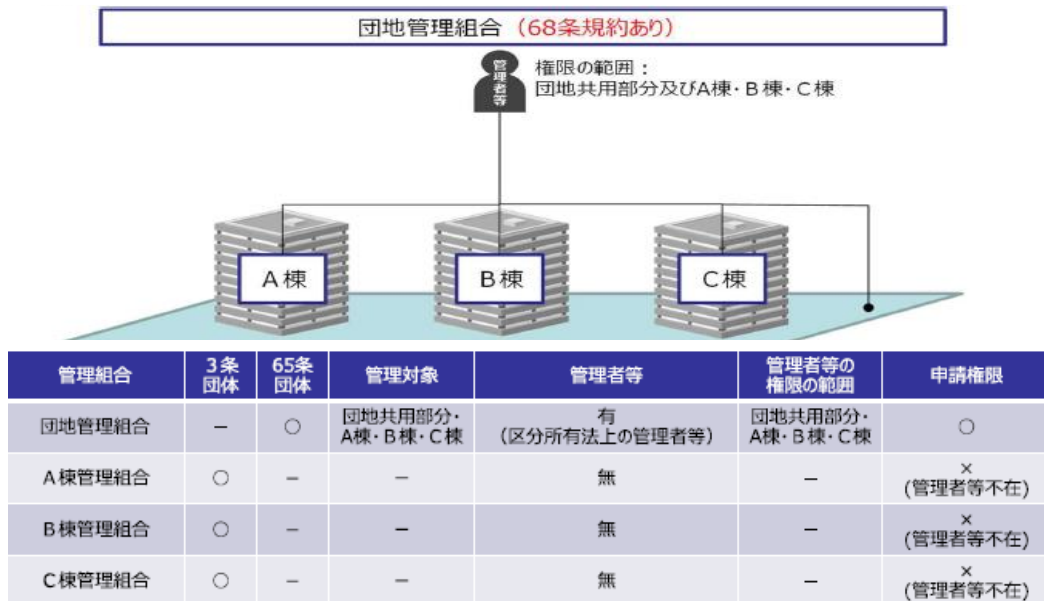 団地管理組合（68条規約あり）
管理者等
権限の範囲：
団地共用部分及びA棟・B棟・C棟
A棟
B棟
C棟
管理組合 3条団体 65条団体 管理対象 管理者等 管理者等の権限の範囲 申請権限
団地管理組合 － ○ 団地共用部分・A棟・B棟・C棟 有（区分所有法上の管理者等） 団地共用部分・A棟・B棟・C棟 ○
A棟管理組合 ○ － － 無 － ×(管理者等不在)
B棟管理組合 ○ － － 無 － ×(管理者等不在)
C棟管理組合 ○ － － 無 － ×(管理者等不在)